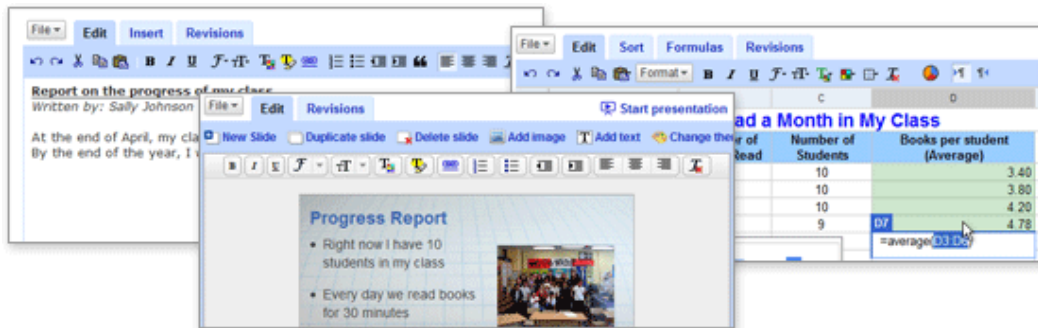 File
Edit Insert Revisions
B I U
Report on the progress of my class
Written by: Sally Johnson
At the end of April, my
By the end of the year, I
File
Edit Revisions
Start presentation
New Slide Duplicate slide Delete slide Add image Add text Change
B I U
Progress Report
Right now I have 10
students in my class
Every day we read books
for 30 minutes
File
Edit Sort Formulas Revisions
Format B I U
C D
a Month in My Class
Number of Books per student
Students (Average)
10 3.40
10 3.80
10 4.20
9 4.78
D7
=average(D3:D6)